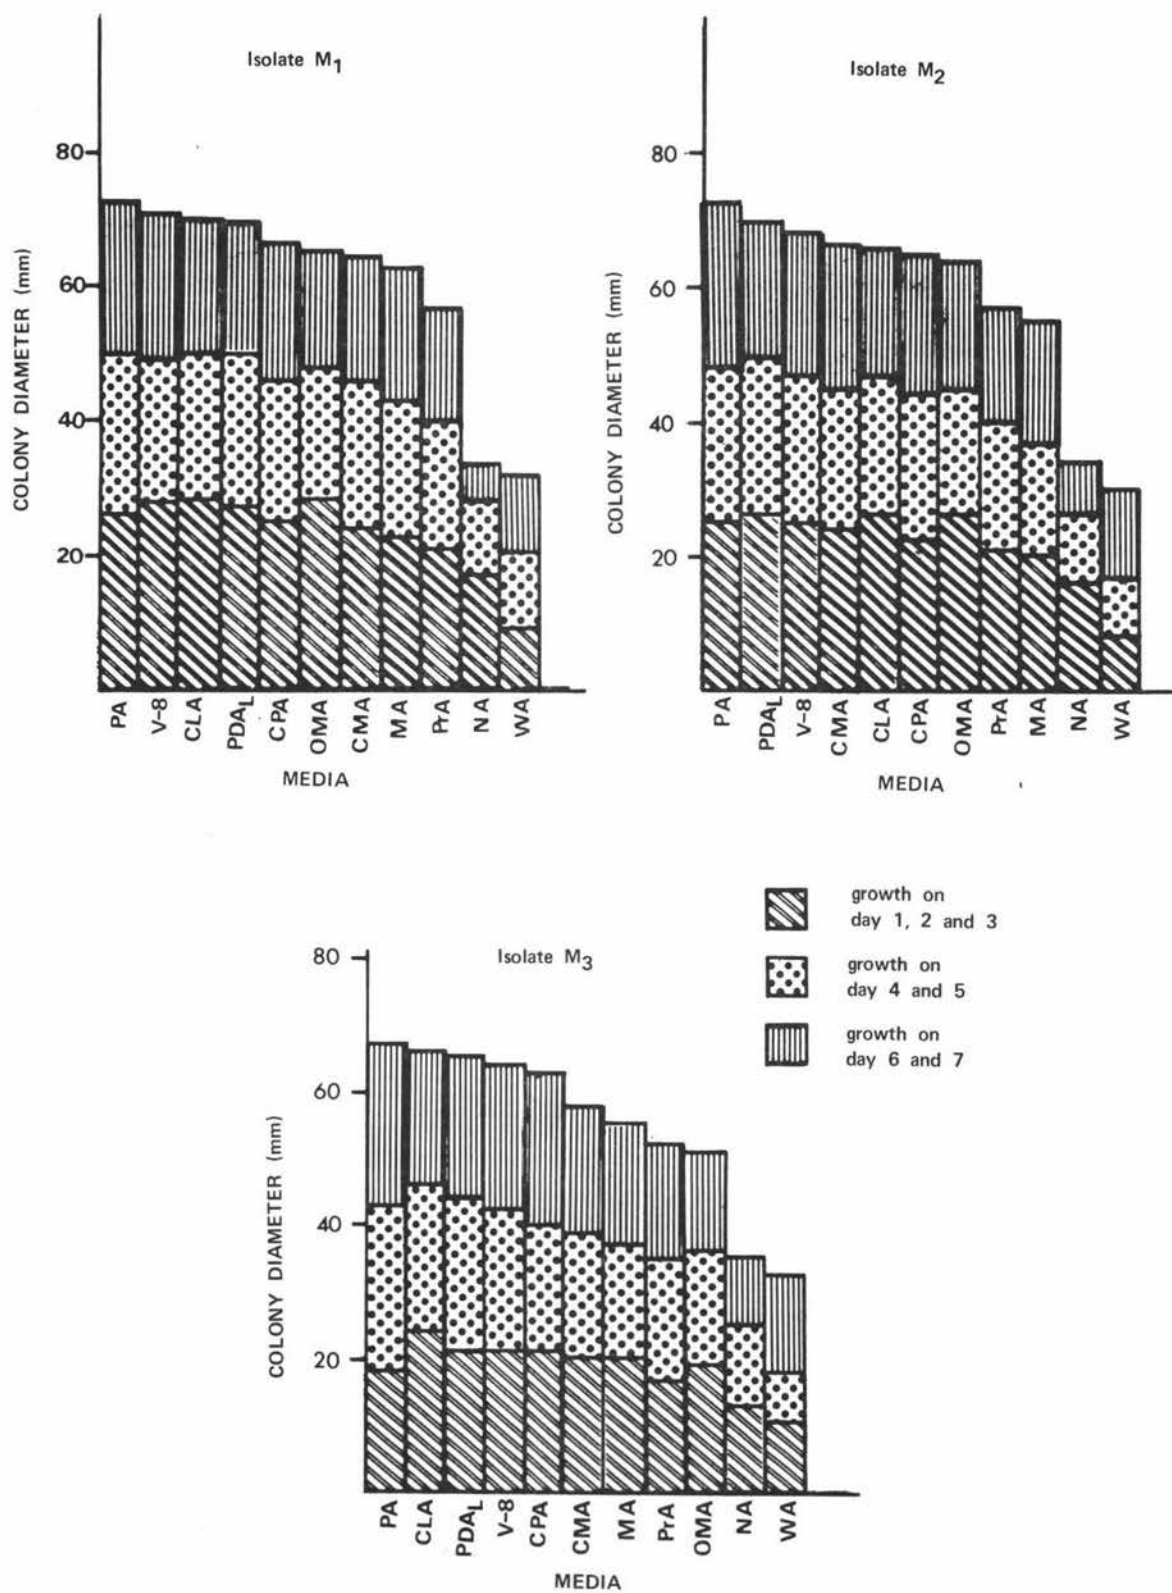 Isolate M1
80
60
40
20
COLONY DIAMETER (mm)
PA V-8 CLA PDAL CPA OMA CMA MA PrA NA WA
MEDIA
Isolate M2
80
60
40
20
COLONY DIAMETER (mm)
PA PDAL V-8 CMA CLA CPA OMA PrA MA NA WA
MEDIA
growth on
day 1, 2 and 3
growth on
day 4 and 5
growth on
day 6 and 7
Isolate M3
80
60
40
20
COLONY DIAMETER (mm)
PA CLA PDAL V-8 CPA CMA MA PrA OMA NA WA
MEDIA